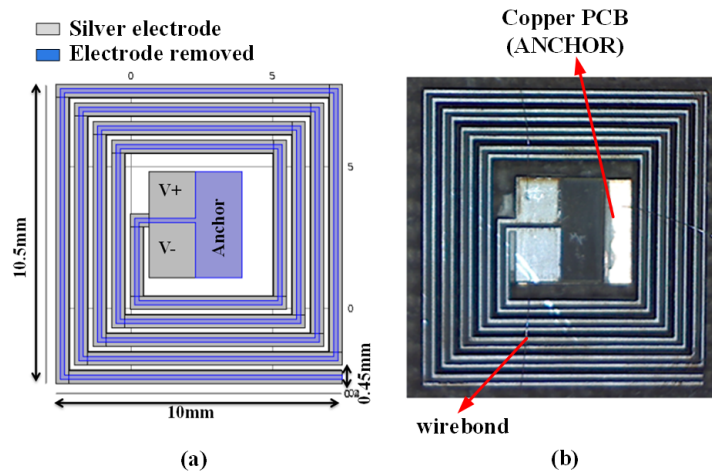 Silver electrode
Electrode removed
0
5
5
0
V+
V-
Anchor
10.5mm
10mm
0.45mm
(a)
Copper PCB
(ANCHOR)
wirebond
(b)